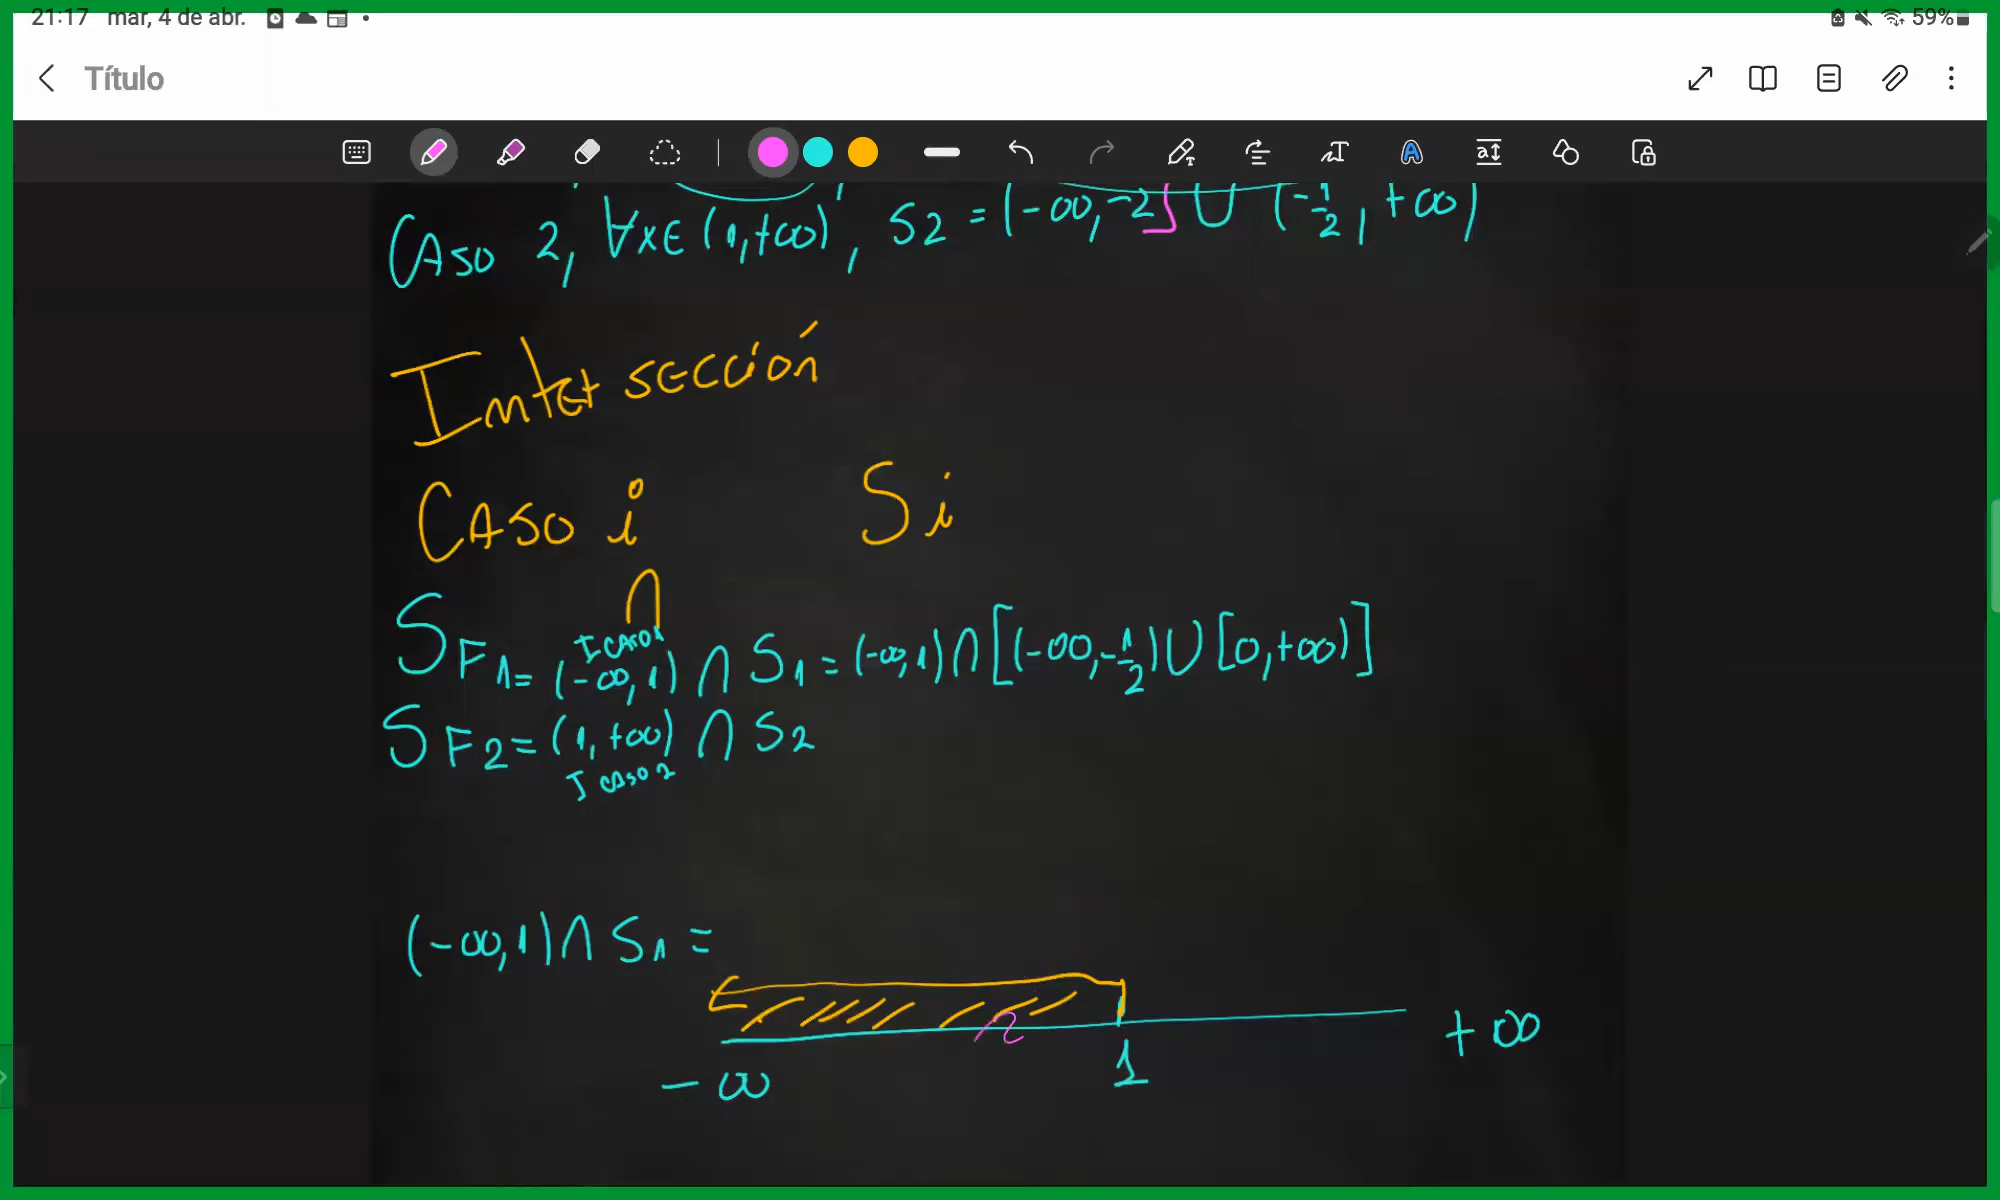 21:17 mar, 4 de abr. 59%
Título
Caso 2, ∀x∈(1,+∞), S2 = (-∞,-2] ∪ (-1/2, +∞)
Intersección
Caso i Si
∩
I caso 1
SF1= (-∞,1) ∩ S1 = (-∞,1) ∩ [(-∞,-1/2) ∪ [0,+∞)]
SF2= (1,+∞) ∩ S2
I caso 2
(-∞,1) ∩ S1 =
-∞ 1 +∞